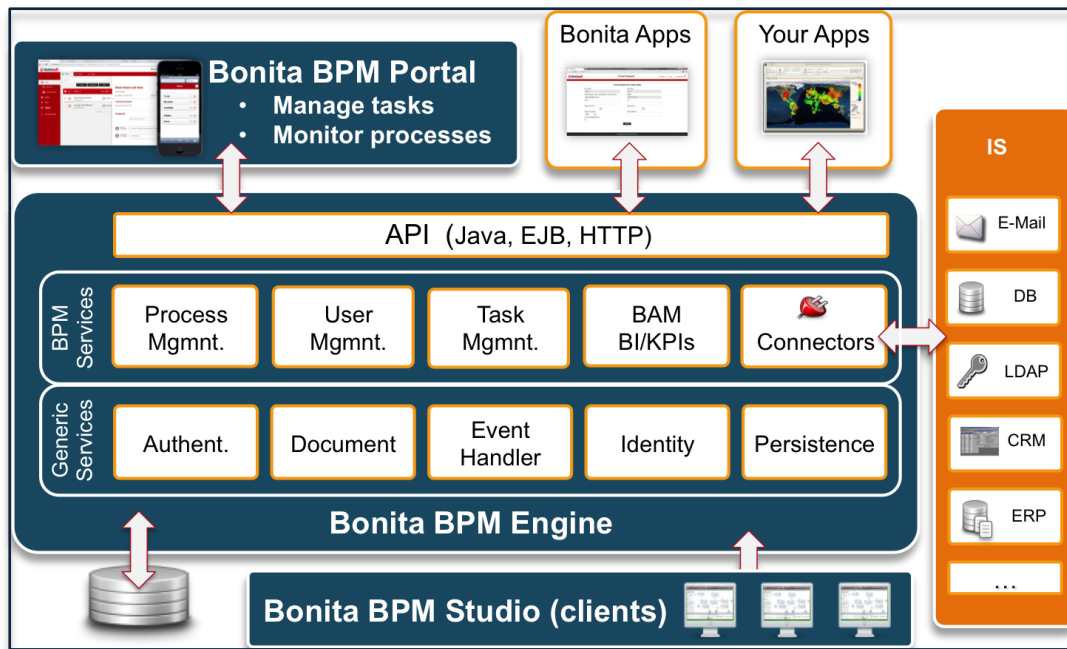 Bonita BPM Portal
• Manage tasks
• Monitor processes
Bonita Apps
Your Apps
IS
E-Mail
DB
LDAP
CRM
ERP
...
API (Java, EJB, HTTP)
BPM
Services
Process
Mgmnt.
User
Mgmnt.
Task
Mgmnt.
BAM
BI/KPIs
Connectors
Generic
Services
Authent.
Document
Event
Handler
Identity
Persistence
Bonita BPM Engine
Bonita BPM Studio (clients)